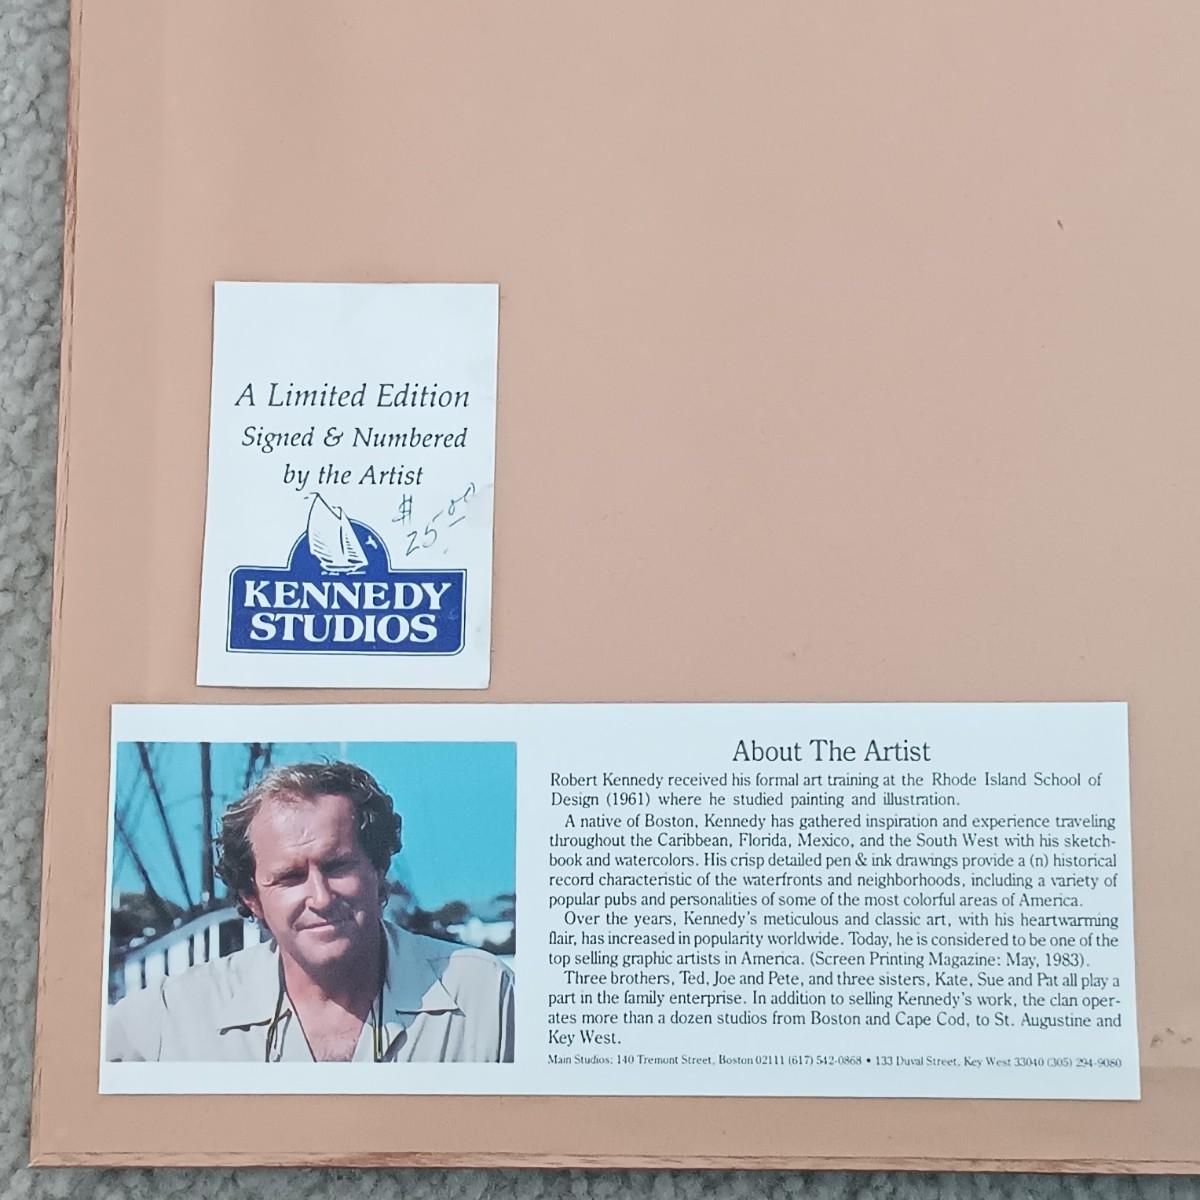 A Limited Edition
Signed & Numbered
by the Artist
$
25.00
KENNEDY
STUDIOS
About The Artist
Robert Kennedy received his formal art training at the Rhode Island School of
Design (1961) where he studied painting and illustration.
A native of Boston, Kennedy has gathered inspiration and experience traveling
throughout the Caribbean, Florida, Mexico, and the South West with his sketch-
book and watercolors. His crisp detailed pen & ink drawings provide a (n) historical
record characteristic of the waterfronts and neighborhoods, including a variety of
popular pubs and personalities of some of the most colorful areas of America.
Over the years, Kennedy's meticulous and classic art, with his heartwarming
flair, has increased in popularity worldwide. Today, he is considered to be one of the
top selling graphic artists in America. (Screen Printing Magazine: May, 1983).
Three brothers, Ted, Joe and Pete, and three sisters, Kate, Sue and Pat all play a
part in the family enterprise. In addition to selling Kennedy's work, the clan oper-
ates more than a dozen studios from Boston and Cape Cod, to St. Augustine and
Key West.
Main Studios: 140 Tremont Street, Boston 02111 (617) 542-0868 • 133 Duval Street, Key West 33040 (305) 294-9080